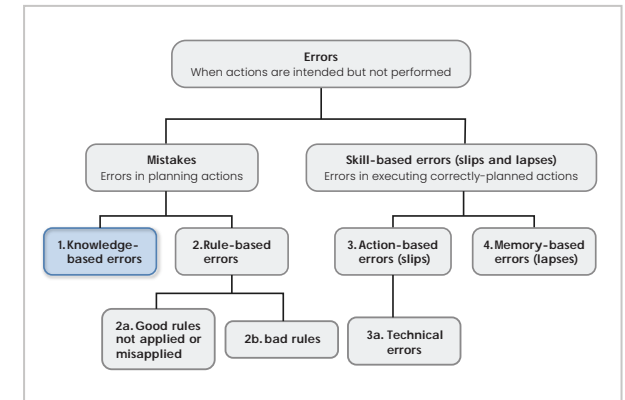 Errors
When actions are intended but not performed
Mistakes
Errors in planning actions
Skill-based errors (slips and lapses)
Errors in executing correctly-planned actions
1. Knowledge-
based errors
2. Rule-based
errors
3. Action-based
errors (slips)
4. Memory-based
errors (lapses)
2a. Good rules
not applied or
misapplied
2b. bad rules
3a. Technical
errors